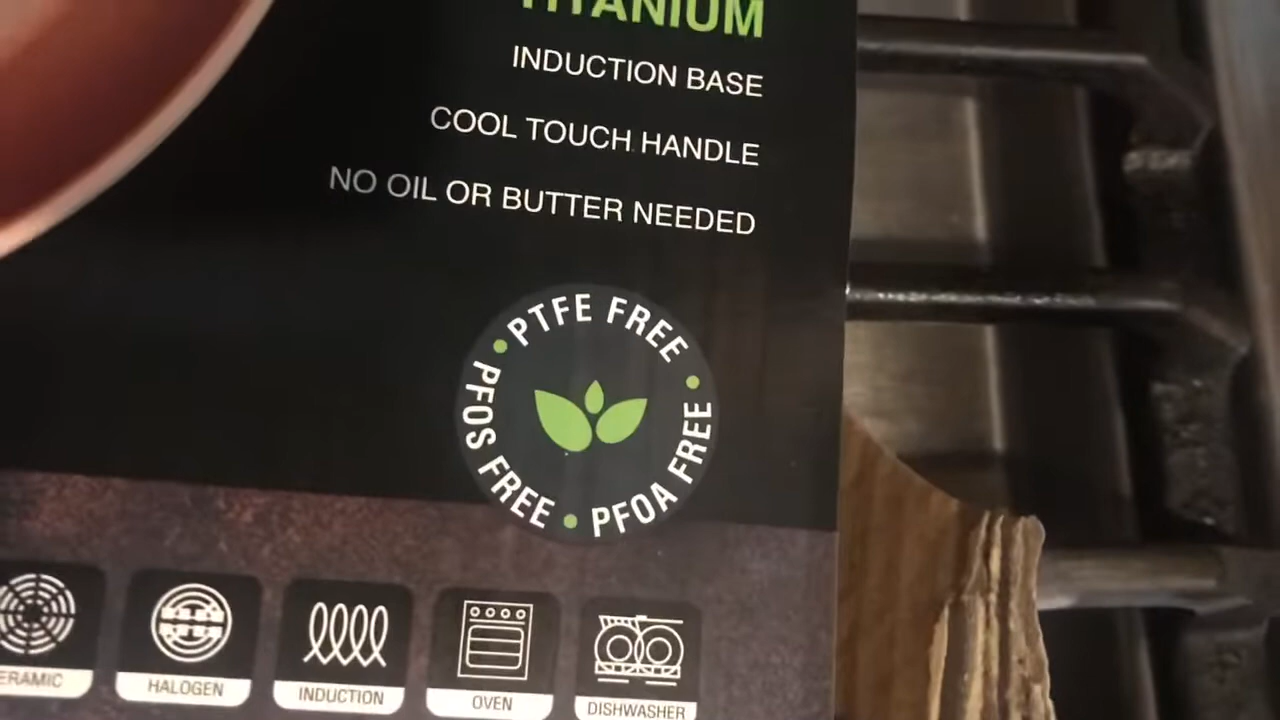 TITANIUM
INDUCTION BASE
COOL TOUCH HANDLE
NO OIL OR BUTTER NEEDED
PTFE FREE
PFOA FREE
PFOS FREE
ERAMIC
HALOGEN
INDUCTION
OVEN
DISHWASHER